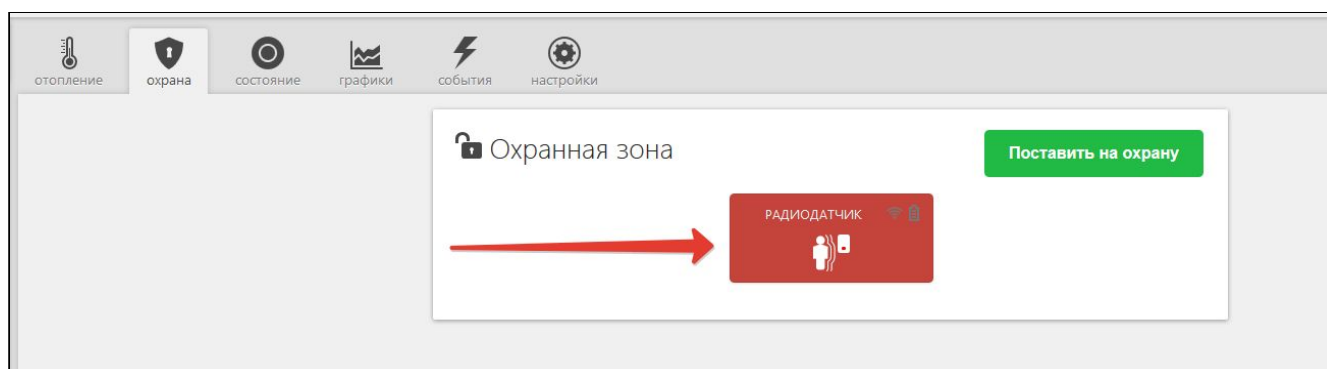 отопление охрана состояние графики события настройки
Охранная зона
Поставить на охрану
РАДИОДАТЧИК